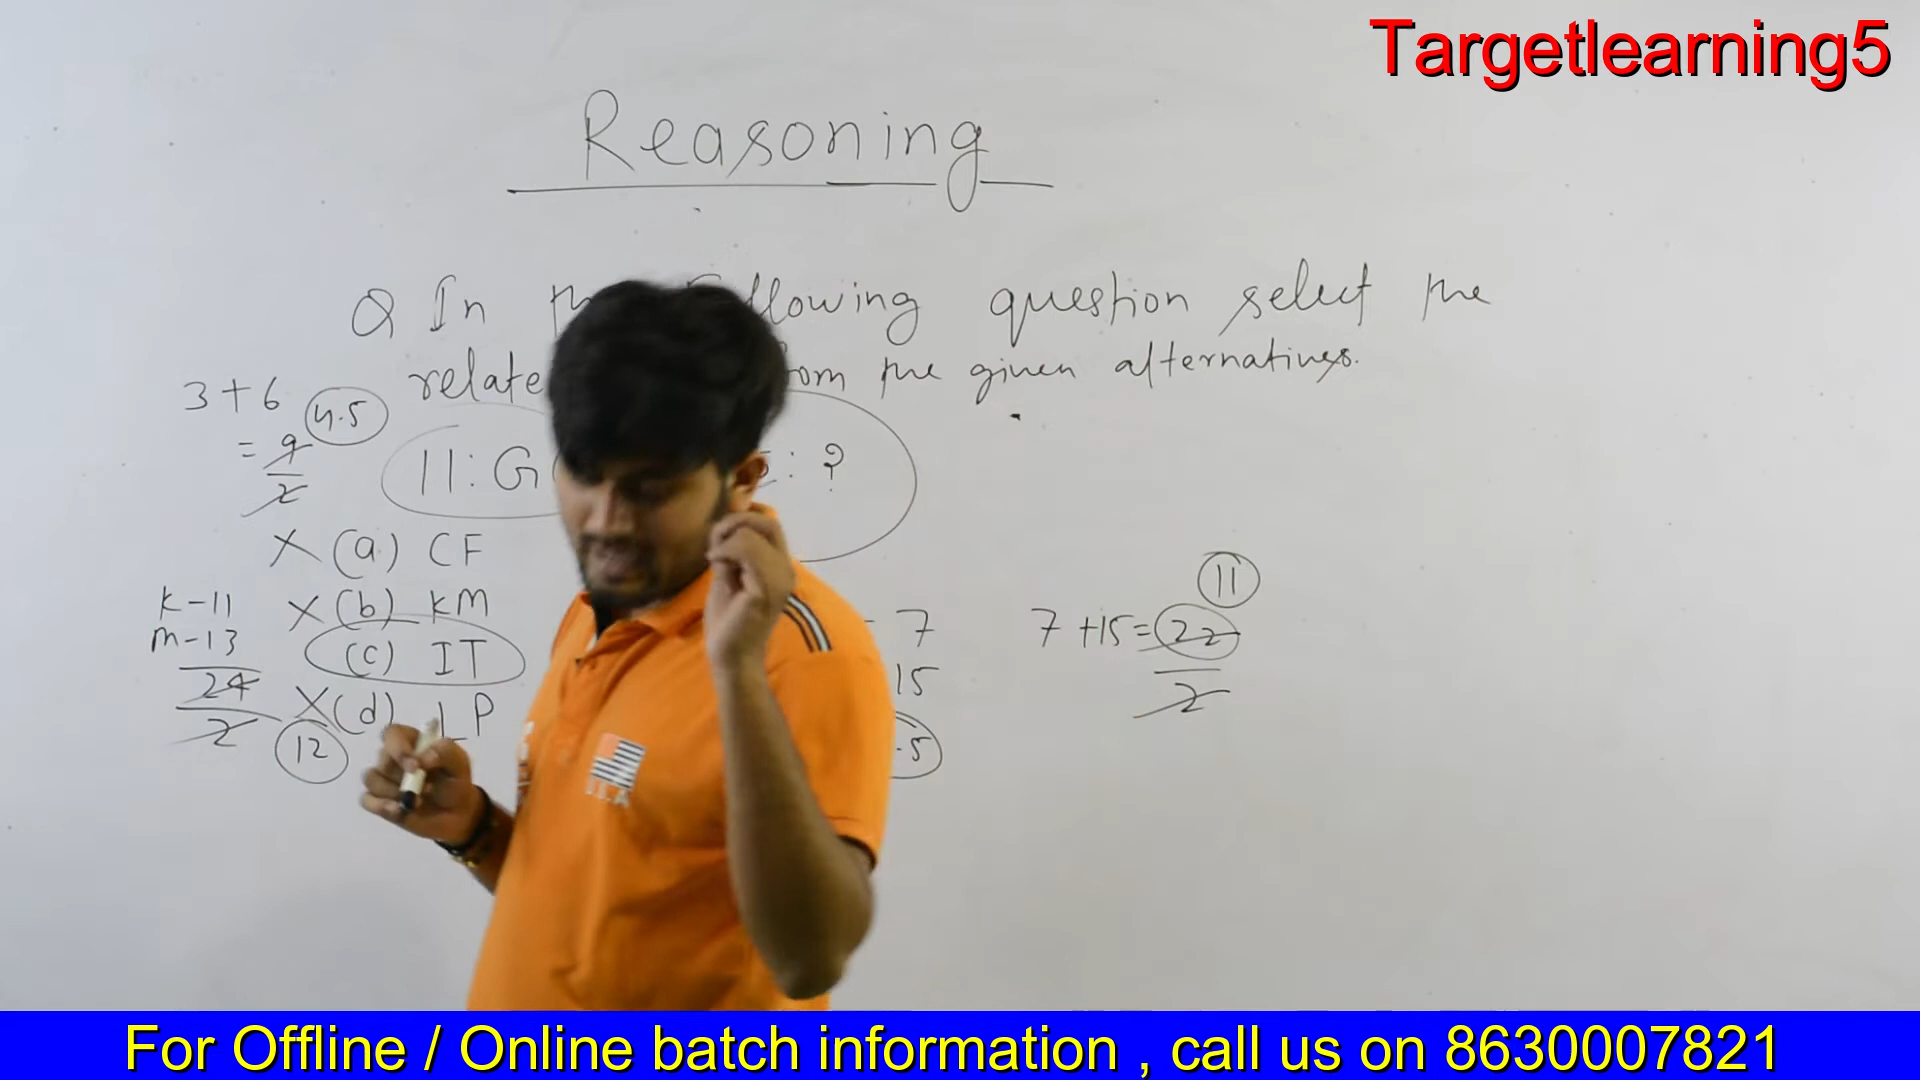 Targetlearning5
Reasoning
Q In following question select the
relate from the given alternatives.
3+6
= 9
4.5
2
11:G : ?
X (a) CF
K-11
M-13
24
2
12
X (b) KM
(c) IT
X (d) LP
- 7
15
.5
7 +15=22
11
2
For Offline / Online batch information , call us on 8630007821